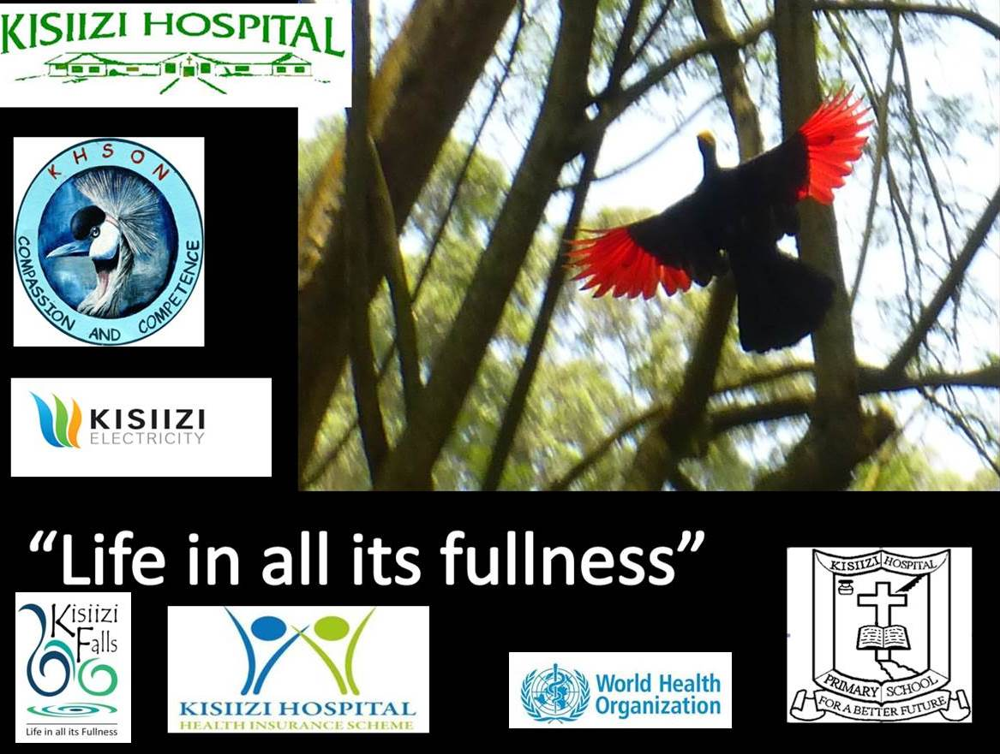 KISIIZI HOSPITAL
KHSON
COMPASSION AND COMPETENCE
KISIIZI
ELECTRICITY
“Life in all its fullness”
Kisiizi
Falls
Life in all its Fullness
KISIIZI HOSPITAL
HEALTH INSURANCE SCHEME
World Health
Organization
KISIIZI HOSPITAL
PRIMARY SCHOOL
FOR A BETTER FUTURE